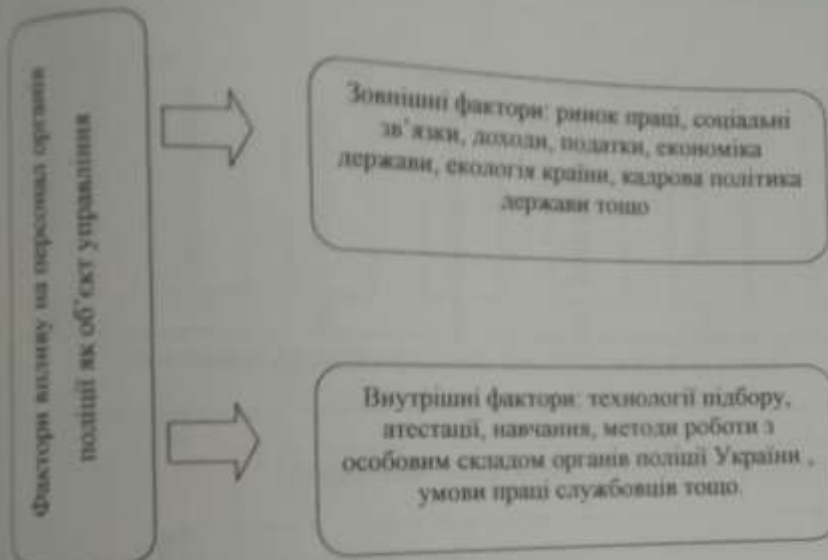 Фактори впливу на персонал органів
поліції як об’єкт управління
Зовнішні фактори: ринок праці, соціальні
зв’язки, доходи, податки, економіка
держави, екологія країни, кадрова політика
держави тощо
Внутрішні фактори: технології підбору,
атестації, навчання, методи роботи з
особовим складом органів поліції України ,
умови праці службовців тощо.